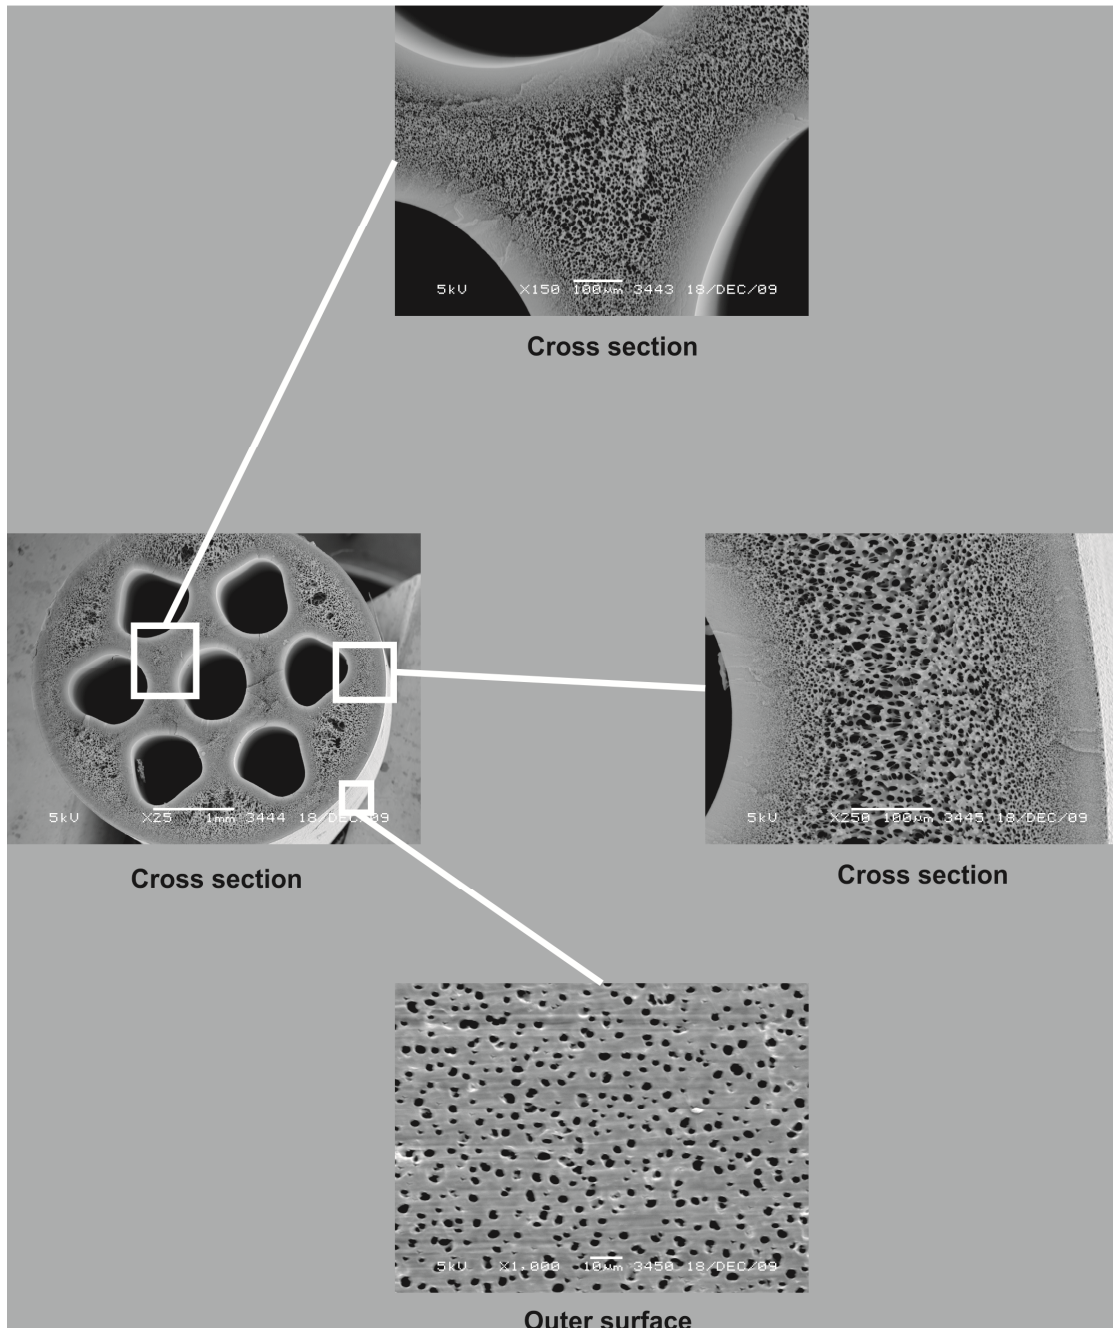 5kV X150 100µm 3443 18/DEC/09
Cross section
5kV X25 1mm 3444 18/DEC/09
Cross section
5kV X250 100µm 3445 18/DEC/09
Cross section
5kV X1,000 10µm 3450 18/DEC/09
Outer surface